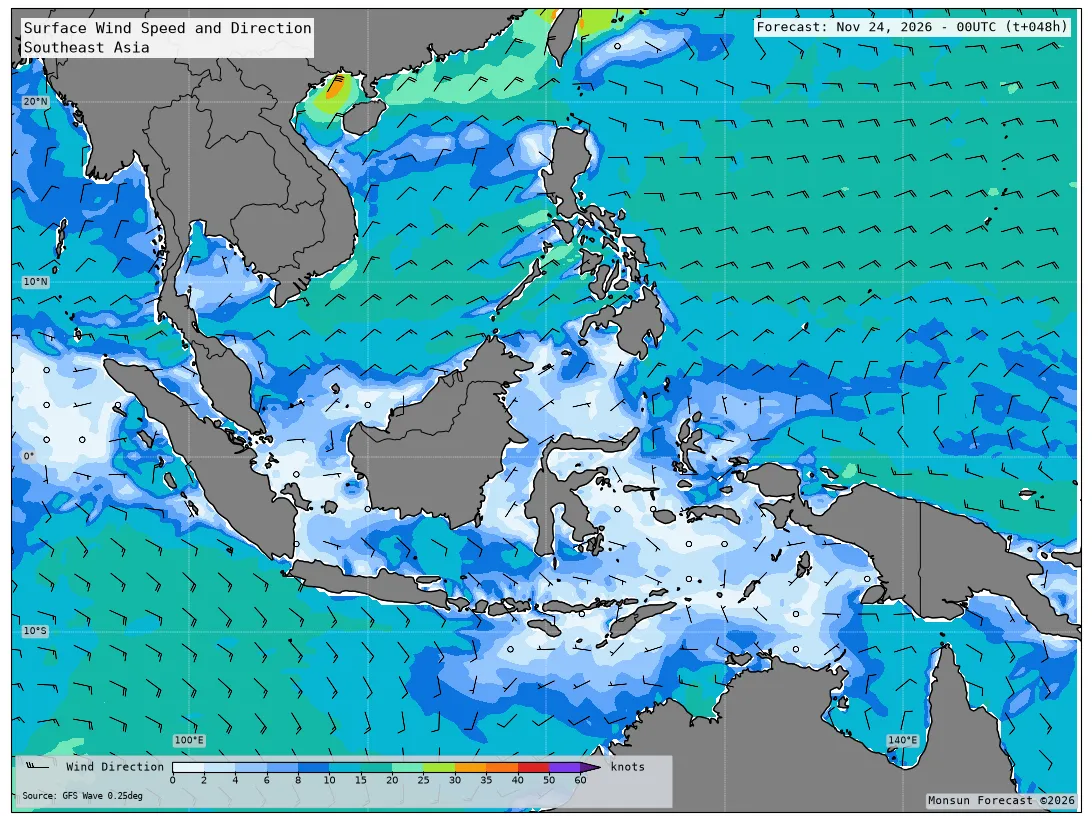 Surface Wind Speed and Direction
Southeast Asia
Forecast: Nov 24, 2026 - 00UTC (t+048h)
20°N
10°N
0°
10°S
100°E
140°E
Wind Direction
0 2 4 6 8 10 15 20 25 30 35 40 50 60
knots
Source: GFS Wave 0.25deg
Monsun Forecast ©2026